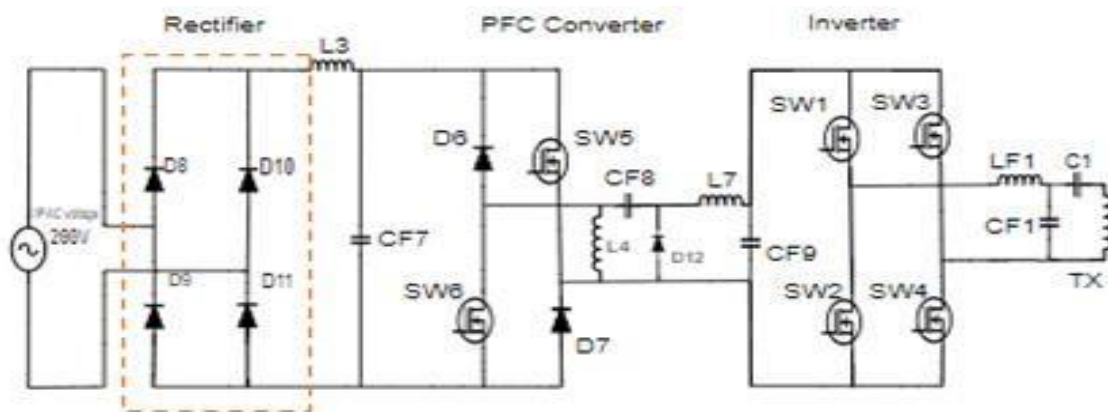 Rectifier
PFC Converter
Inverter
L3
SW1
SW3
D6
SW5
D8
D10
LF1
C1
CF8
L7
200V
CF7
L4
D12
CF9
CF1
D9
D11
SW6
SW2
SW4
TX
D7